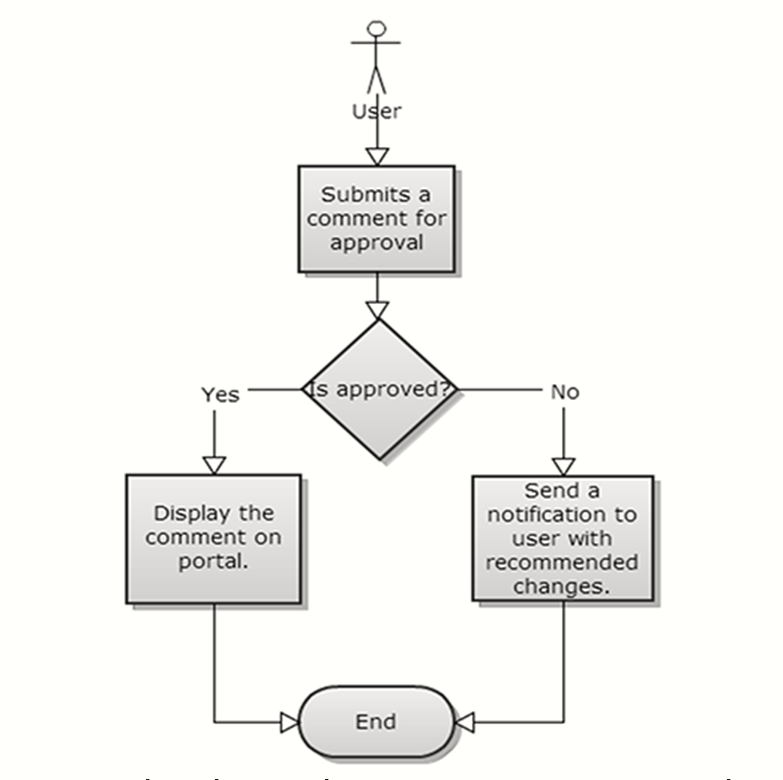 User
Submits a
comment for
approval
Is approved?
Yes
No
Display the
comment on
portal.
Send a
notification to
user with
recommended
changes.
End